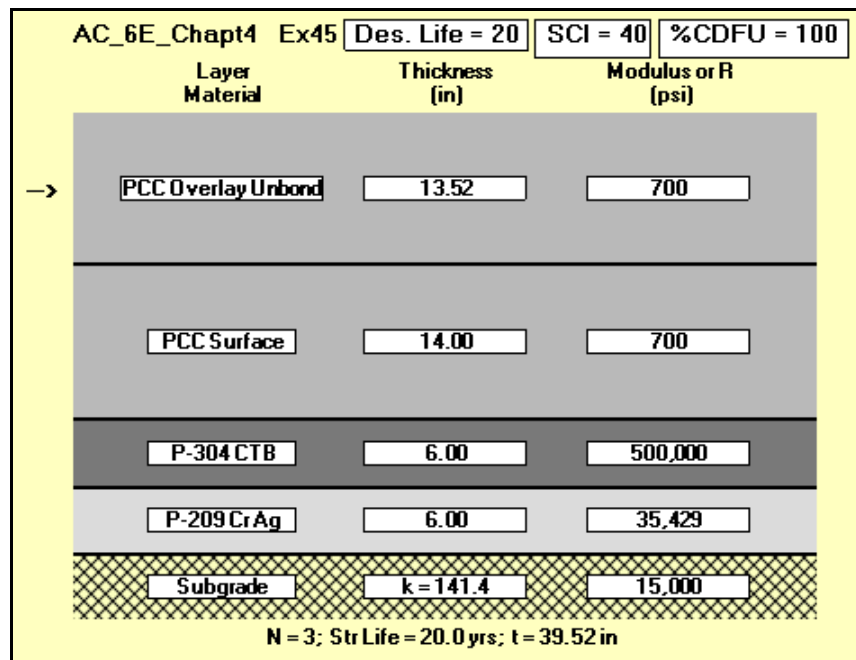 AC_6E_Chapt4 Ex45 Des. Life = 20 SCI = 40 %CDFU = 100
Layer Material Thickness (in) Modulus or R (psi)
--> PCC Overlay Unbond 13.52 700
PCC Surface 14.00 700
P-304 CTB 6.00 500,000
P-209 CrAg 6.00 35,429
Subgrade k = 141.4 15,000
N = 3; Str Life = 20.0 yrs; t = 39.52 in